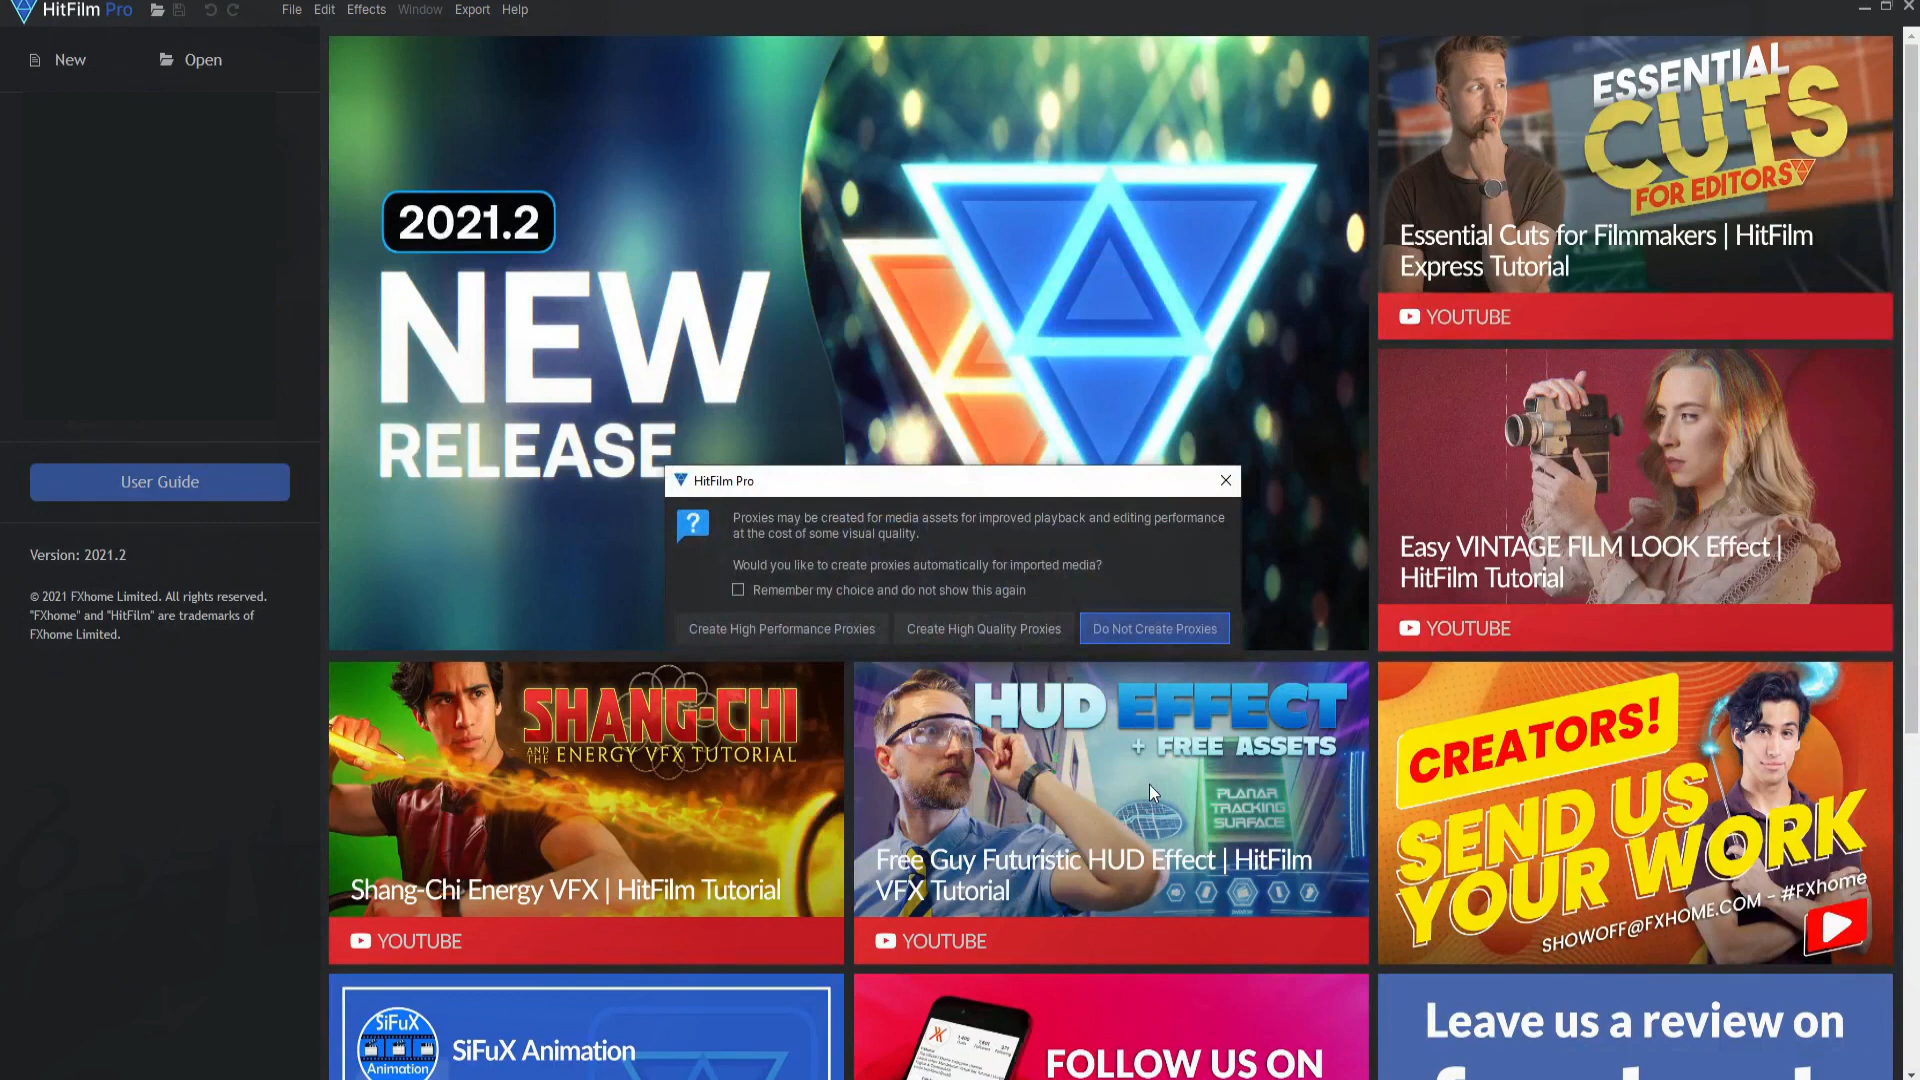 HitFilm Pro
File Edit Effects Window Export Help
New Open
User Guide
Version: 2021.2
© 2021 FXhome Limited. All rights reserved.
"FXhome" and "HitFilm" are trademarks of
FXhome Limited.
2021.2
NEW
RELEASE
HitFilm Pro
Proxies may be created for media assets for improved playback and editing performance
at the cost of some visual quality.
Would you like to create proxies automatically for imported media?
Remember my choice and do not show this again
Create High Performance Proxies
Create High Quality Proxies
Do Not Create Proxies
ESSENTIAL
CUTS
FOR EDITORS
Essential Cuts for Filmmakers | HitFilm
Express Tutorial
YOUTUBE
Easy VINTAGE FILM LOOK Effect |
HitFilm Tutorial
YOUTUBE
SHANG-CHI
AND THE ENERGY VFX TUTORIAL
Shang-Chi Energy VFX | HitFilm Tutorial
YOUTUBE
HUD EFFECT
+ FREE ASSETS
PLANAR
TRACKING
SURFACE
Free Guy Futuristic HUD Effect | HitFilm
VFX Tutorial
YOUTUBE
CREATORS!
SEND US
YOUR WORK
SHOWOFF@FXHOME.COM - #FXhome
SiFuX
Animation
SiFuX Animation
FOLLOW US ON
Leave us a review on